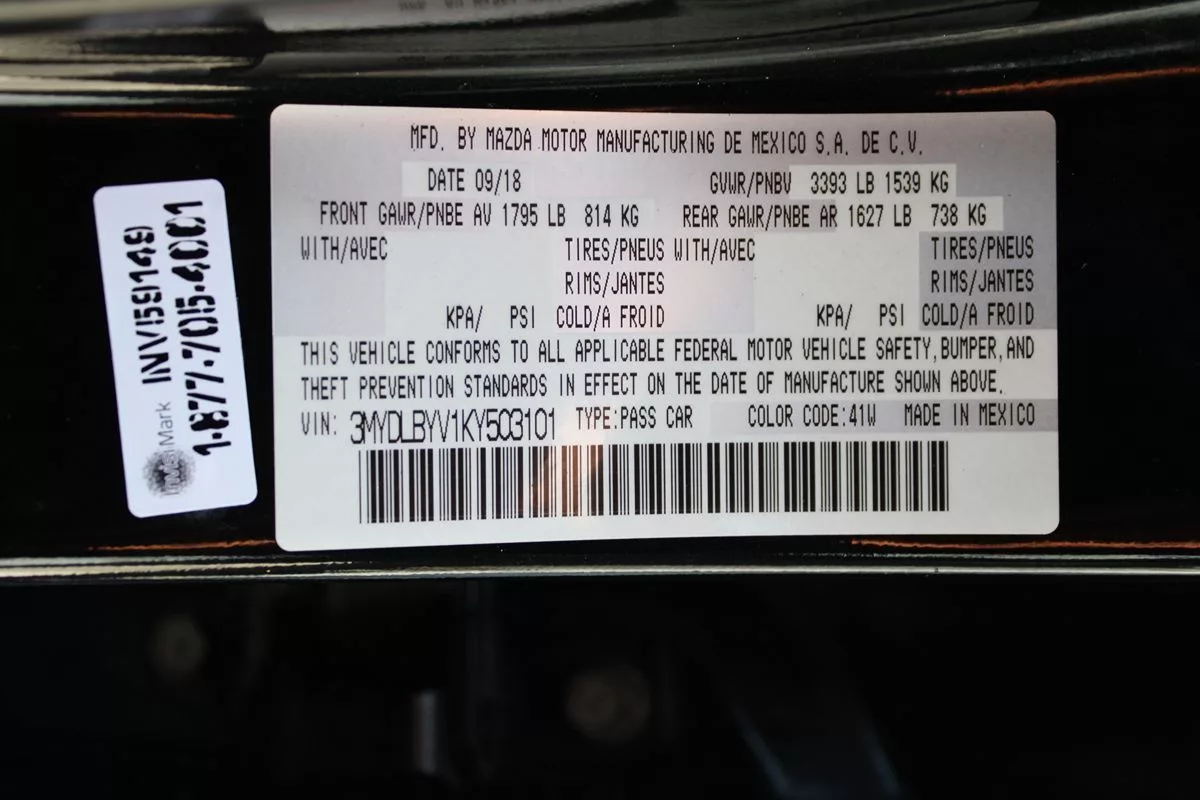 MFD. BY MAZDA MOTOR MANUFACTURING DE MEXICO S.A. DE C.V.
DATE 09/18 GVWR/PNBV 3393 LB 1539 KG
FRONT GAWR/PNBE AV 1795 LB 814 KG REAR GAWR/PNBE AR 1627 LB 738 KG
WITH/AVEC TIRES/PNEUS WITH/AVEC TIRES/PNEUS
RIMS/JANTES RIMS/JANTES
KPA/ PSI COLD/A FROID KPA/ PSI COLD/A FROID
THIS VEHICLE CONFORMS TO ALL APPLICABLE FEDERAL MOTOR VEHICLE SAFETY,BUMPER,AND
THEFT PREVENTION STANDARDS IN EFFECT ON THE DATE OF MANUFACTURE SHOWN ABOVE.
VIN: 3MYDLBYV1KY503101 TYPE:PASS CAR COLOR CODE:41W MADE IN MEXICO
INV59149
1-877-705-4001
Mark